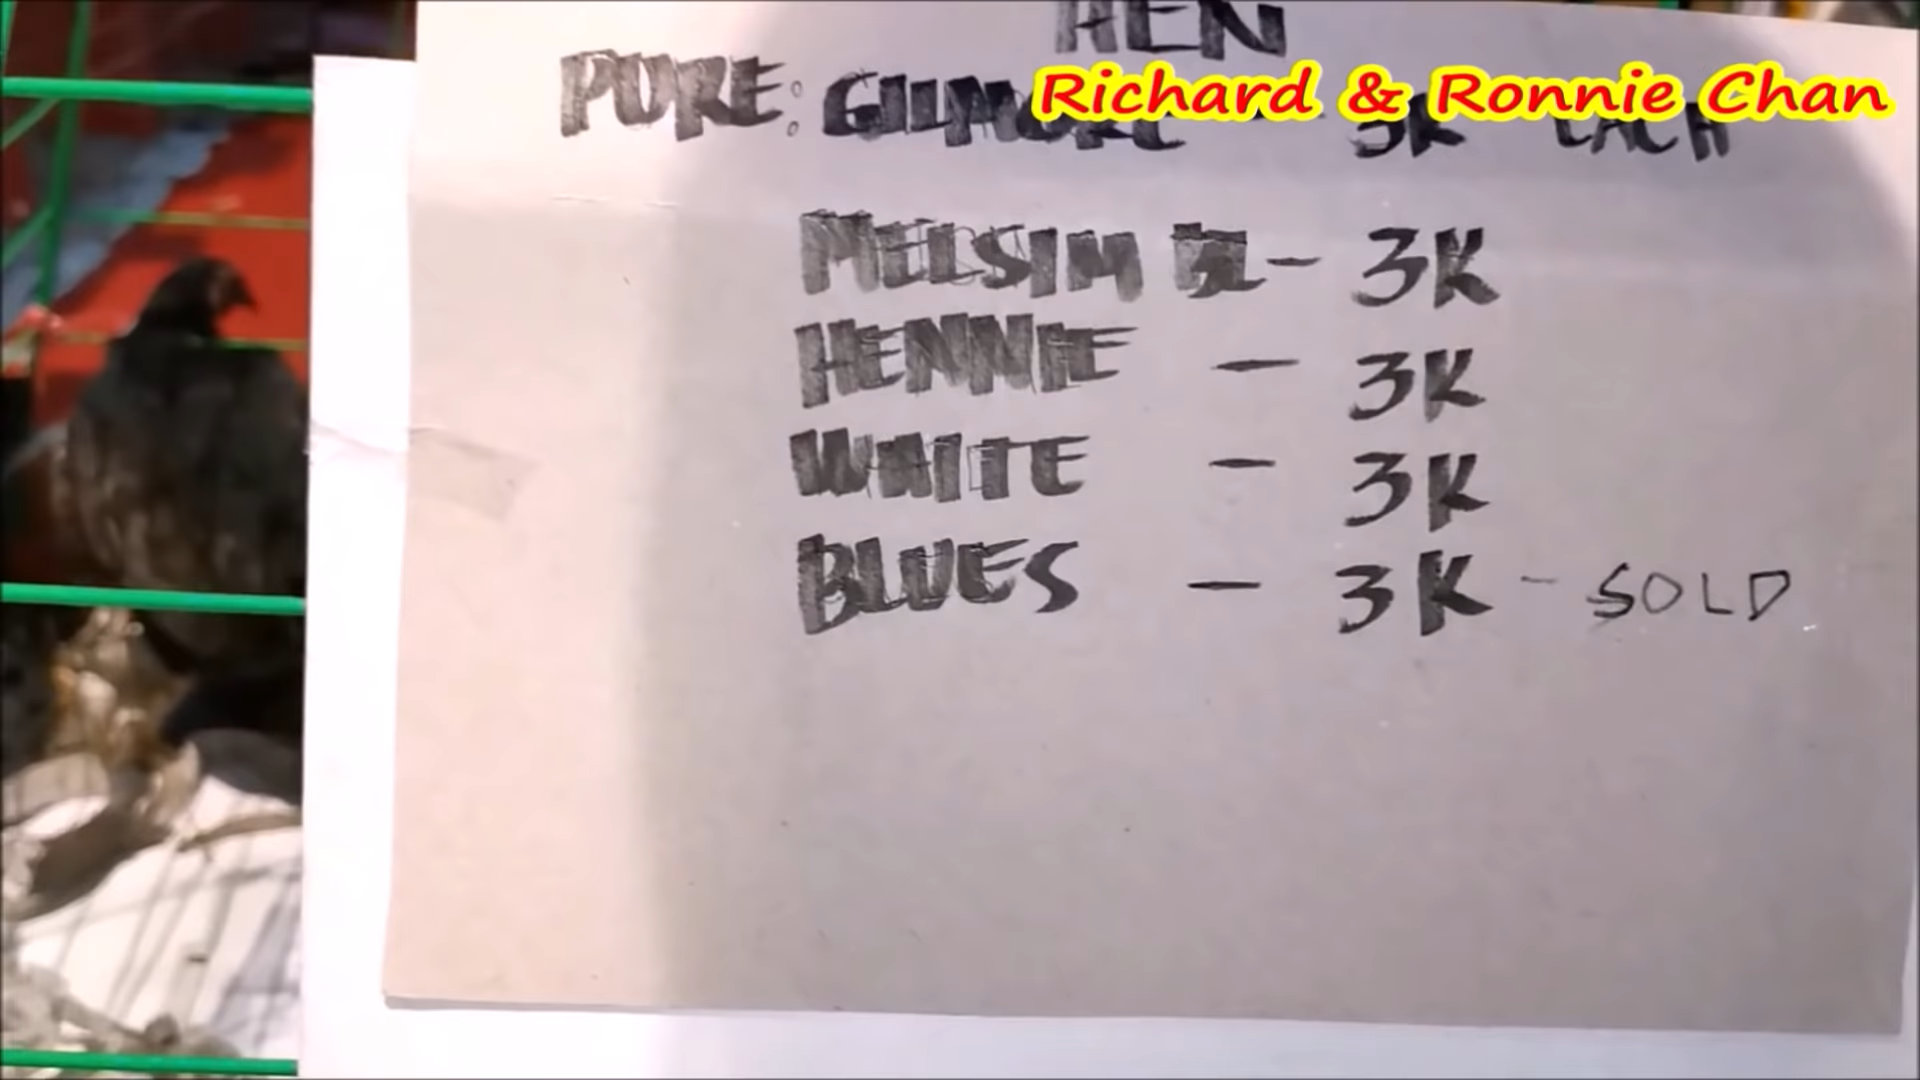 HEN
Richard & Ronnie Chan
PURE: GILMORE - 3K EACH
MELSIM - 3K
HENNIE - 3K
WHITE - 3K
BLUES - 3K - SOLD